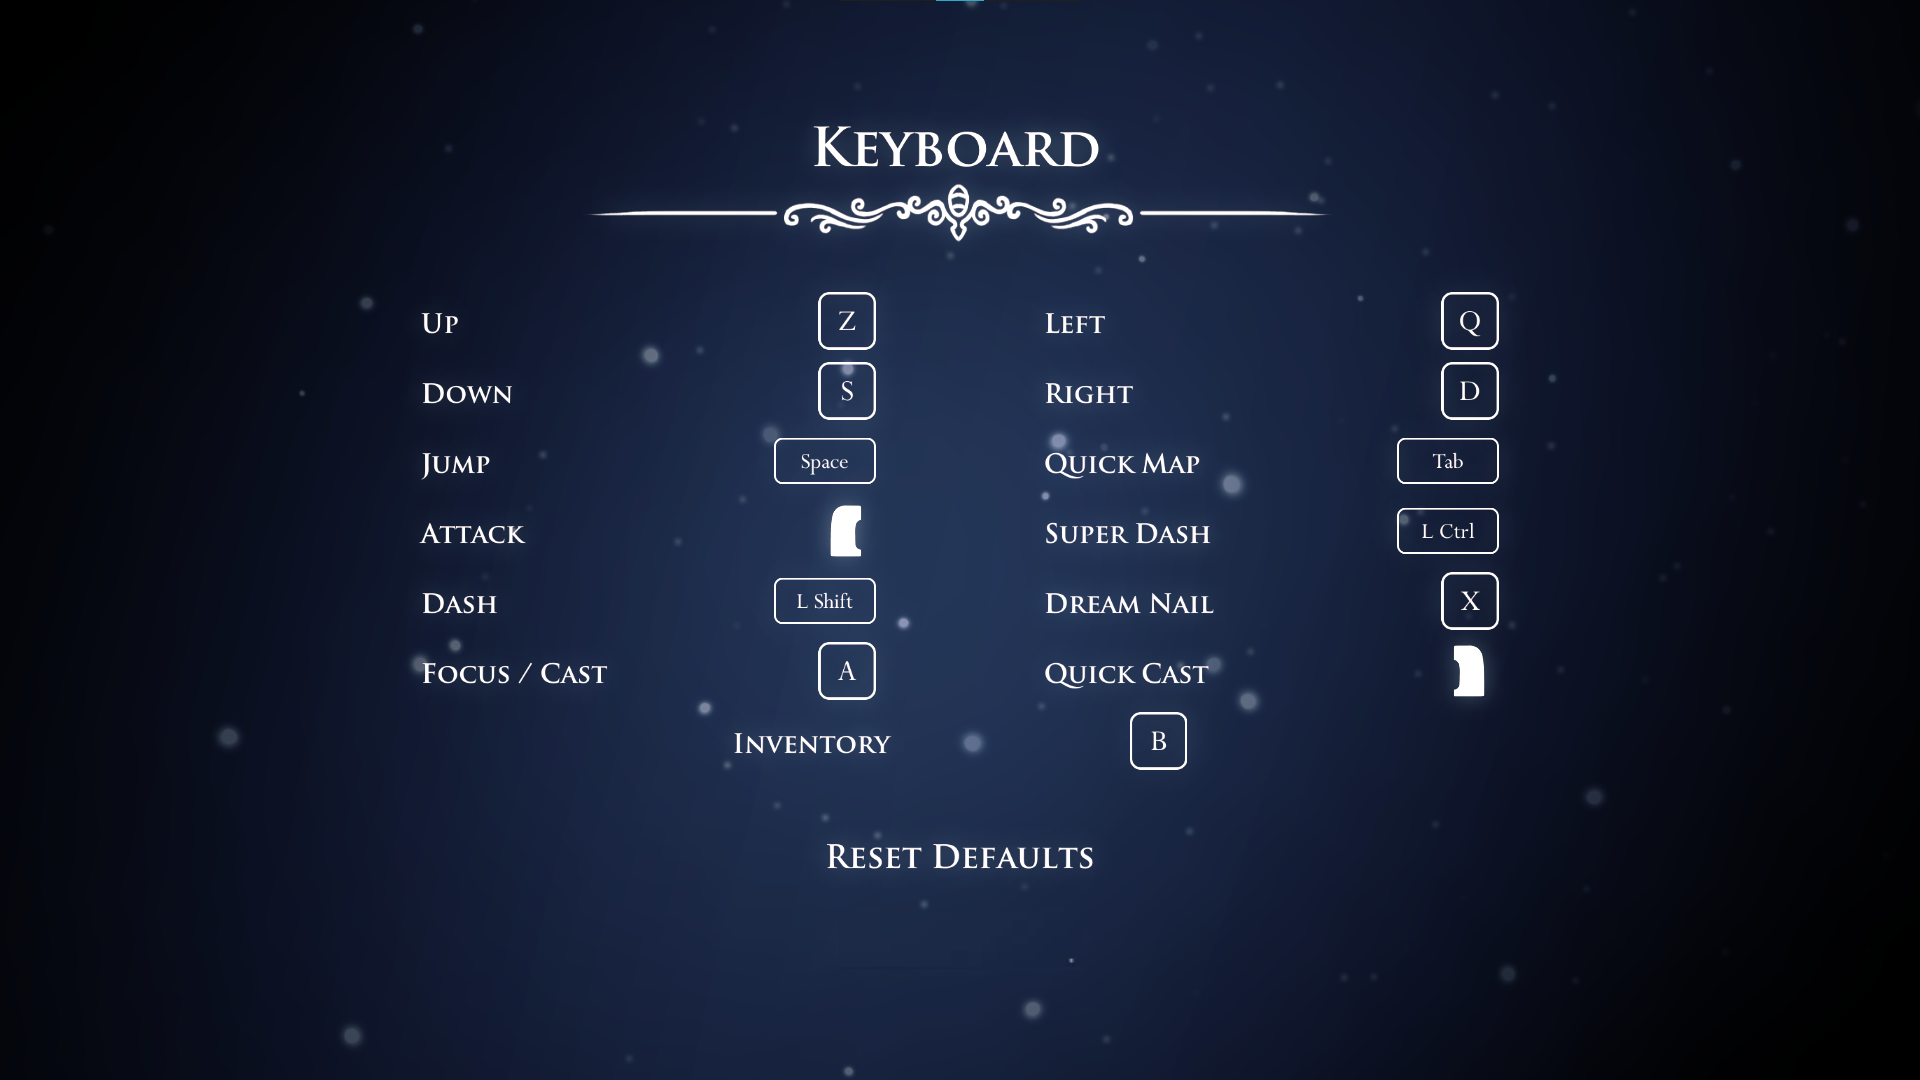 Keyboard
Up Z Left Q
Down S Right D
Jump Space Quick Map Tab
Attack Super Dash L Ctrl
Dash L Shift Dream Nail X
Focus / Cast A Quick Cast
Inventory B
Reset Defaults